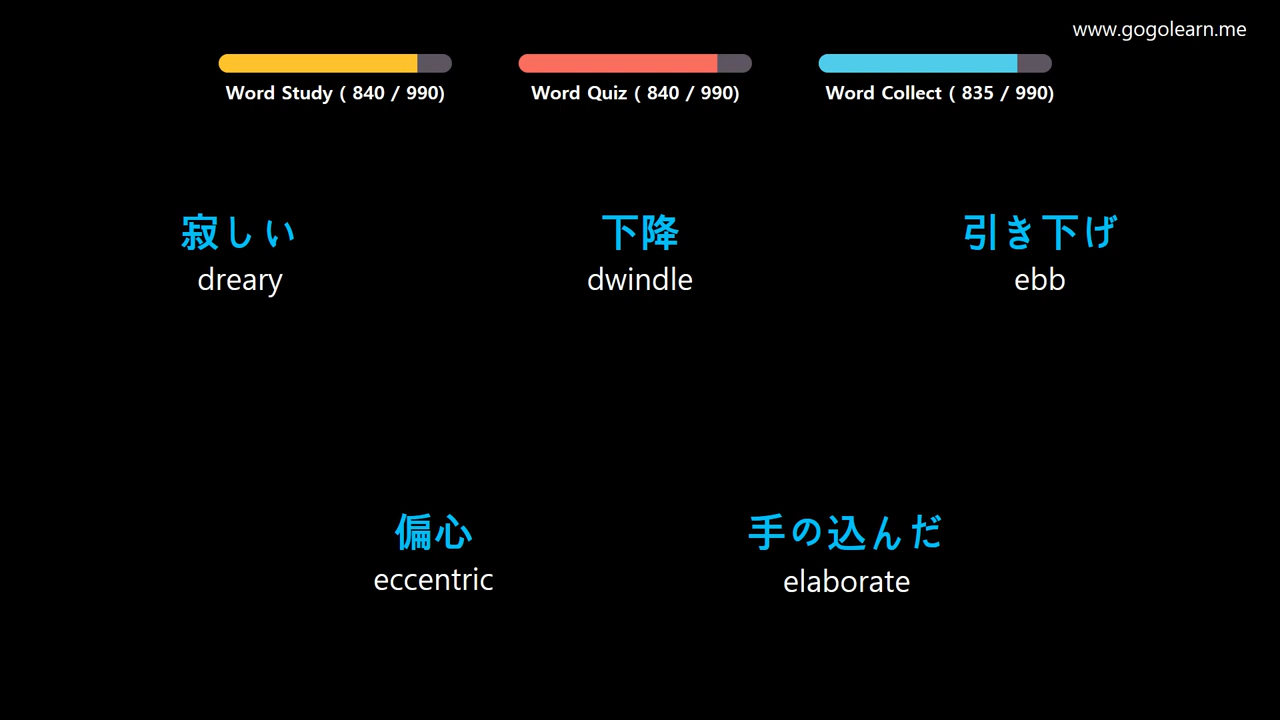 www.gogolearn.me
Word Study ( 840 / 990)
Word Quiz ( 840 / 990)
Word Collect ( 835 / 990)
寂しい
dreary
下降
dwindle
引き下げ
ebb
偏心
eccentric
手の込んだ
elaborate